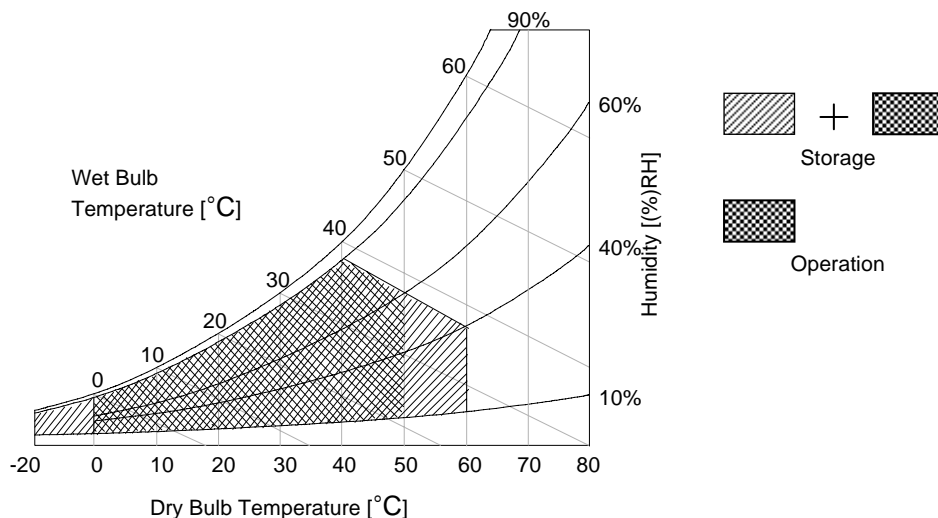 90%
60
60%
50
Storage
Wet Bulb
Temperature [°C]
40
40%
Humidity [(%)RH]
30
Operation
20
10
0
10%
-20 0 10 20 30 40 50 60 70 80
Dry Bulb Temperature [°C]